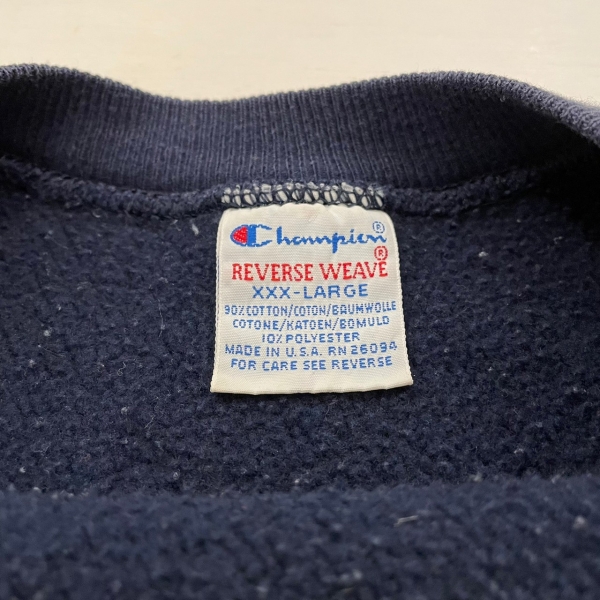 Champion®
REVERSE WEAVE®
XXX-LARGE
90% COTTON/COTON/BAUMWOLLE
COTONE/KATOEN/BOMULD
10% POLYESTER
MADE IN U.S.A. RN 26094
FOR CARE SEE REVERSE